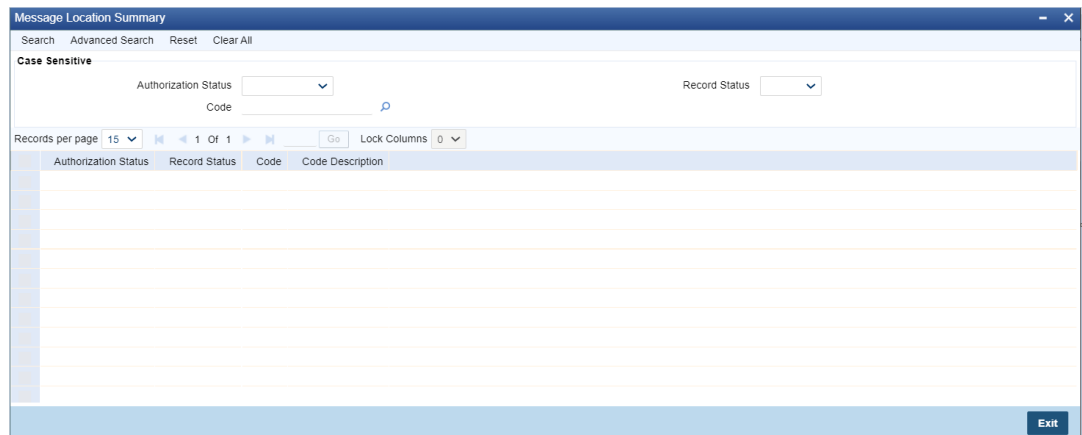 Message Location Summary
Search Advanced Search Reset Clear All
Case Sensitive
Authorization Status Record Status
Code
Records per page 15 1 Of 1 Go Lock Columns 0
Authorization Status Record Status Code Code Description
Exit